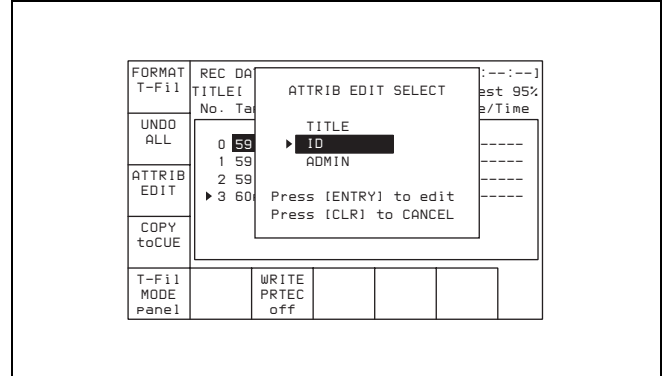 FORMAT
T-Fil
UNDO
ALL
ATTRIB
EDIT
COPY
toCUE
T-Fil
MODE
panel
WRITE
PRTEC
off
REC DA
:--:--]
TITLE[
est 95%
No. Ta
e/Time
0 59
1 59
2 59
3 60
-----
-----
-----
-----
ATTRIB EDIT SELECT
TITLE
ID
ADMIN
Press [ENTRY] to edit
Press [CLR] to CANCEL